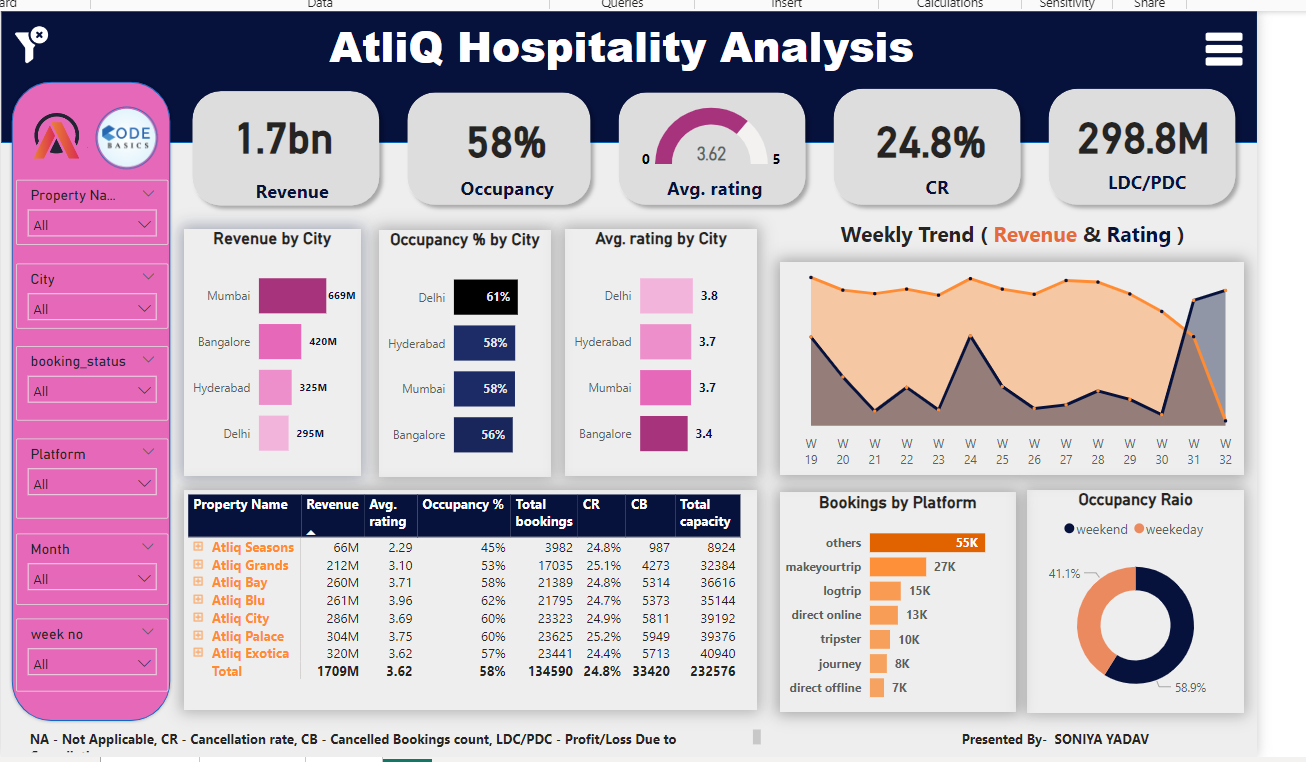 Data
Queries
Insert
Calculations
Sensitivity
Share
AtliQ Hospitality Analysis
CODE
BASICS
Property Na...
All
City
All
booking_status
All
Platform
All
Month
All
week no
All
1.7bn
Revenue
58%
Occupancy
0
3.62
5
Avg. rating
24.8%
CR
298.8M
LDC/PDC
Revenue by City
Mumbai 669M
Bangalore 420M
Hyderabad 325M
Delhi 295M
Occupancy % by City
Delhi 61%
Hyderabad 58%
Mumbai 58%
Bangalore 56%
Avg. rating by City
Delhi 3.8
Hyderabad 3.7
Mumbai 3.7
Bangalore 3.4
Weekly Trend ( Revenue & Rating )
W W W W W W W W W W W W W W
19 20 21 22 23 24 25 26 27 28 29 30 31 32
Property Name Revenue Avg. Occupancy % Total CR CB Total
rating bookings capacity
Atliq Seasons 66M 2.29 45% 3982 24.8% 987 8924
Atliq Grands 212M 3.10 53% 17035 25.1% 4273 32384
Atliq Bay 260M 3.71 58% 21389 24.8% 5314 36616
Atliq Blu 261M 3.96 62% 21795 24.7% 5373 35144
Atliq City 286M 3.69 60% 23323 24.9% 5811 39192
Atliq Palace 304M 3.75 60% 23625 25.2% 5949 39376
Atliq Exotica 320M 3.62 57% 23441 24.4% 5713 40940
Total 1709M 3.62 58% 134590 24.8% 33420 232576
Bookings by Platform
others 55K
makeyourtrip 27K
logtrip 15K
direct online 13K
tripster 10K
journey 8K
direct offline 7K
Occupancy Raio
weekend weekeday
41.1%
58.9%
NA - Not Applicable, CR - Cancellation rate, CB - Cancelled Bookings count, LDC/PDC - Profit/Loss Due to
Presented By- SONIYA YADAV